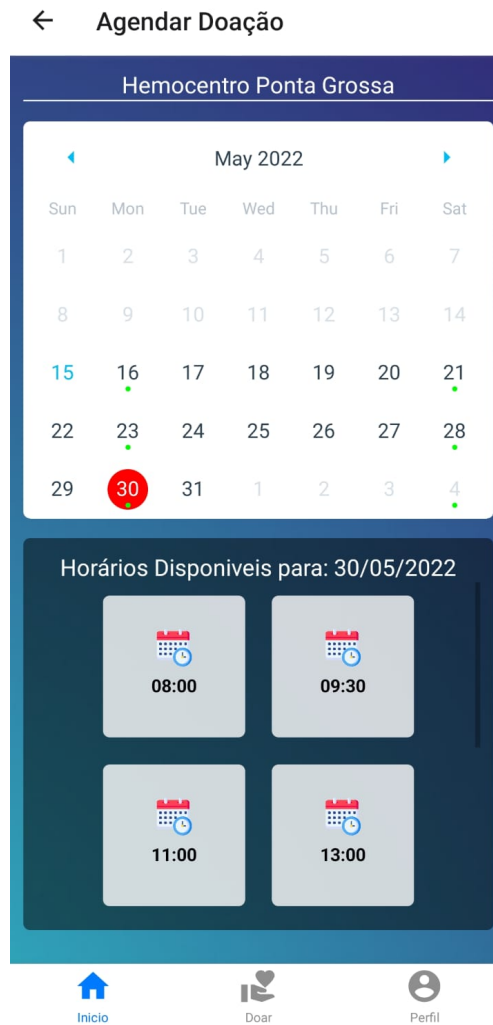 Agendar Doação
Hemocentro Ponta Grossa
May 2022
Sun Mon Tue Wed Thu Fri Sat
1 2 3 4 5 6 7
8 9 10 11 12 13 14
15 16 17 18 19 20 21
22 23 24 25 26 27 28
29 30 31 1 2 3 4
Horários Disponiveis para: 30/05/2022
08:00 09:30
11:00 13:00
Inicio Doar Perfil